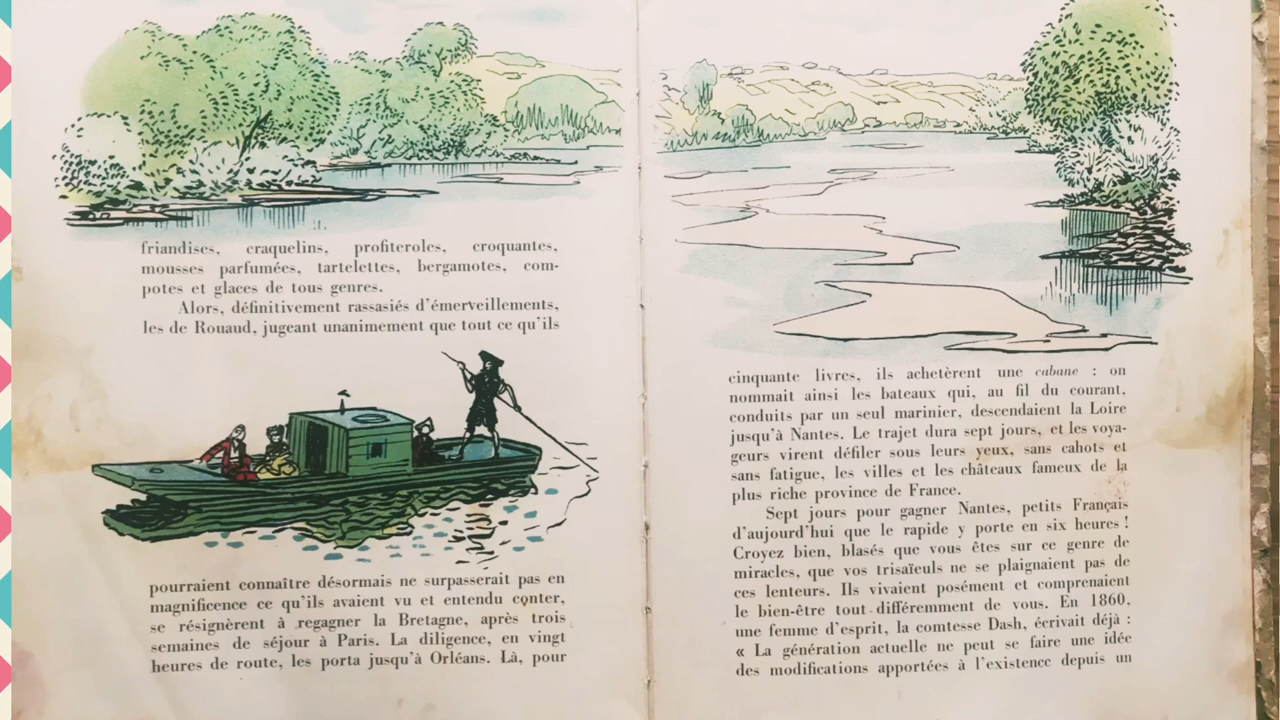 friandises, craquelins, profiteroles, croquantes,
mousses parfumées, tartelettes, bergamotes, com-
potes et glaces de tous genres.
Alors, définitivement rassasiés d'émerveillements,
les de Rouaud, jugeant unanimement que tout ce qu'ils
pourraient connaître désormais ne surpasserait pas en
magnificence ce qu'ils avaient vu et entendu conter,
se résignèrent à regagner la Bretagne, après trois
semaines de séjour à Paris. La diligence, en vingt
heures de route, les porta jusqu'à Orléans. Là, pour
cinquante livres, ils achetèrent une cabane : on
nommait ainsi les bateaux qui, au fil du courant,
conduits par un seul marinier, descendaient la Loire
jusqu'à Nantes. Le trajet dura sept jours, et les voya-
geurs virent défiler sous leurs yeux, sans cahots et
sans fatigue, les villes et les châteaux fameux de la
plus riche province de France.
Sept jours pour gagner Nantes, petits Français
d'aujourd'hui que le rapide y porte en six heures !
Croyez bien, blasés que vous êtes sur ce genre de
miracles, que vos trisaïeuls ne se plaignaient pas de
ces lenteurs. Ils vivaient posément et comprenaient
le bien-être tout différemment de vous. En 1860,
une femme d'esprit, la comtesse Dash, écrivait déjà :
« La génération actuelle ne peut se faire une idée
des modifications apportées à l'existence depuis un